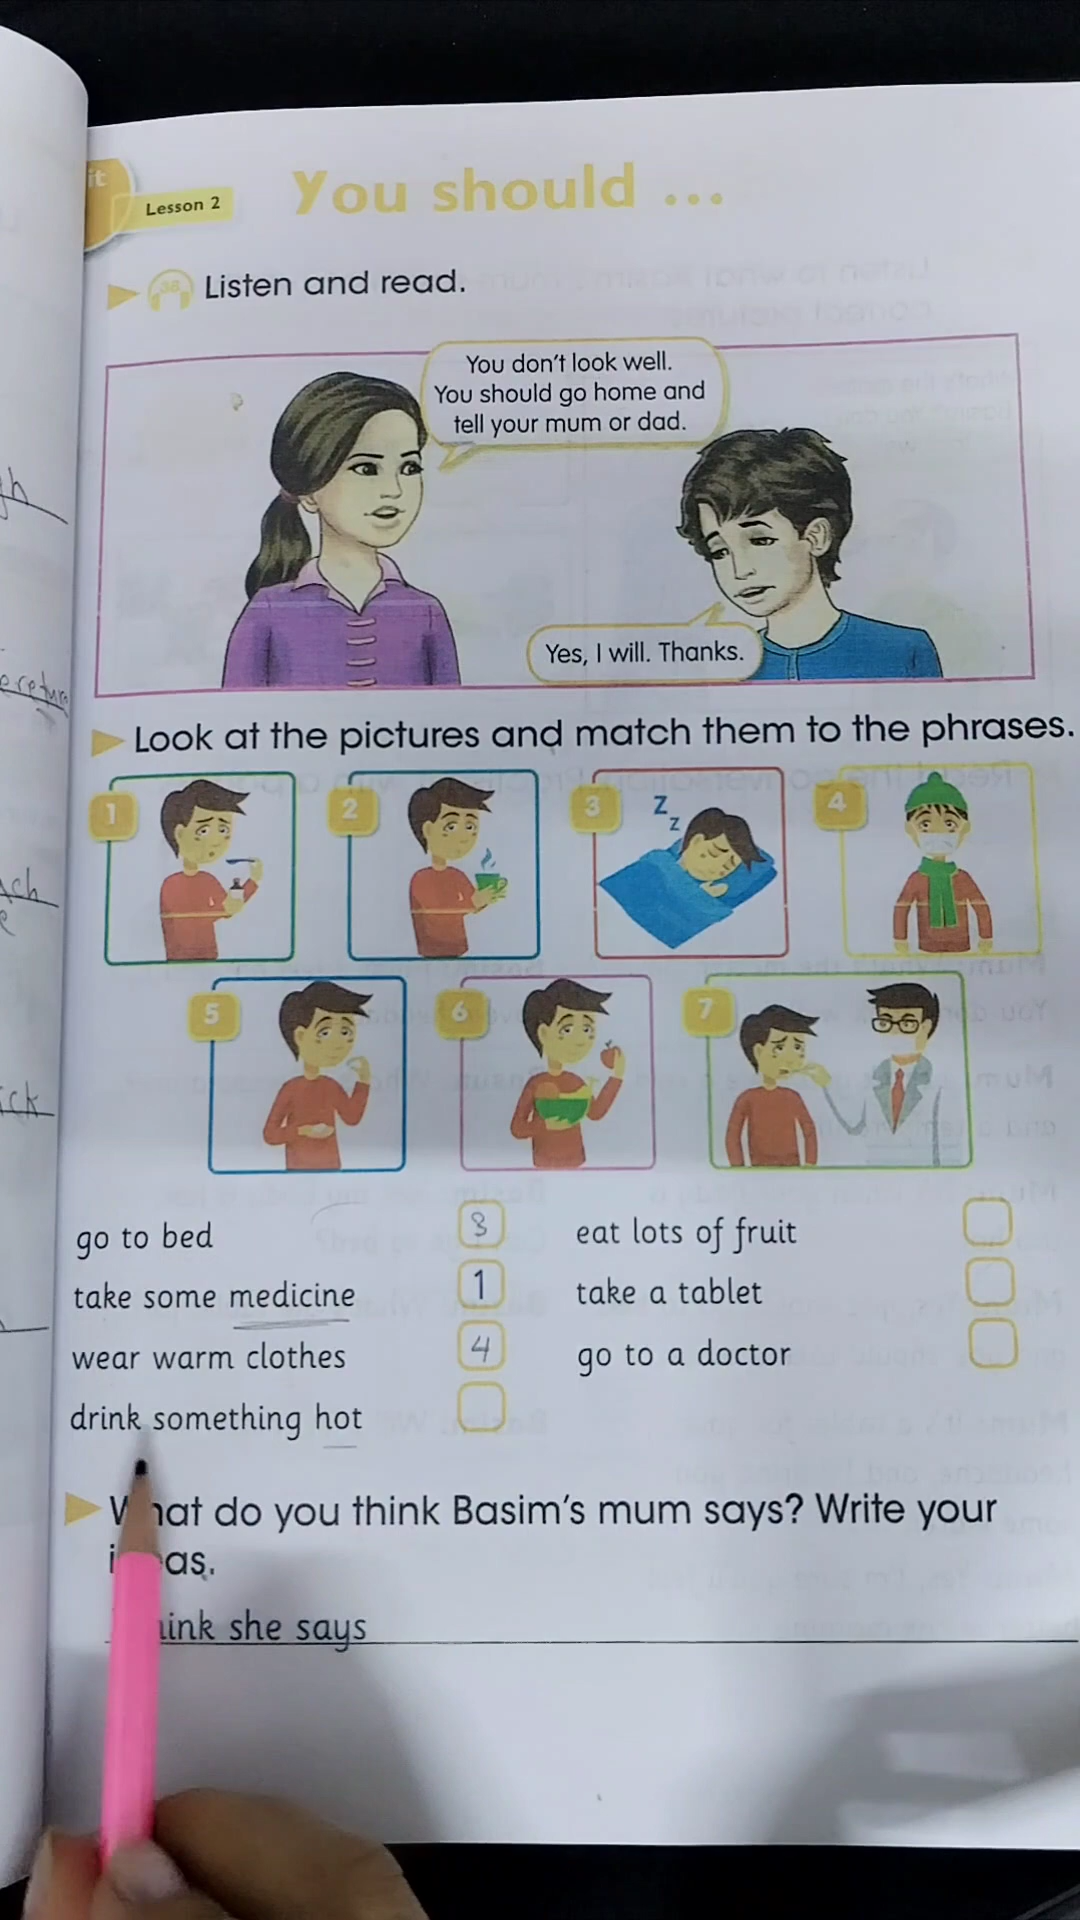 it
Lesson 2
You should ...
38 Listen and read.
You don't look well.
You should go home and
tell your mum or dad.
Yes, I will. Thanks.
Look at the pictures and match them to the phrases.
1
2
3
Z
z
4
5
6
7
go to bed 3
take some medicine 1
wear warm clothes 4
drink something hot
eat lots of fruit
take a tablet
go to a doctor
What do you think Basim's mum says? Write your
she says